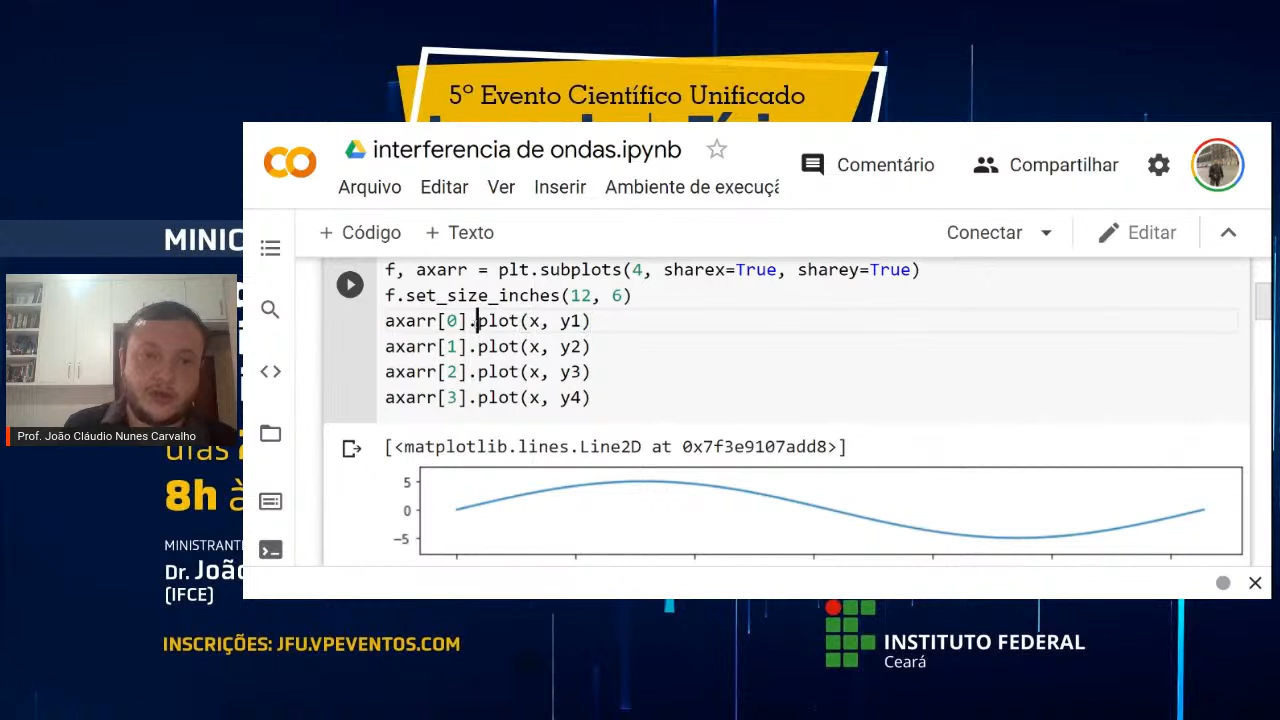 5º Evento Científico Unificado
interferencia de ondas.ipynb
Comentário
Compartilhar
Arquivo Editar Ver Inserir Ambiente de execuçã
+ Código + Texto
Conectar
Editar
f, axarr = plt.subplots(4, sharex=True, sharey=True)
f.set_size_inches(12, 6)
axarr[0].plot(x, y1)
axarr[1].plot(x, y2)
axarr[2].plot(x, y3)
axarr[3].plot(x, y4)
[<matplotlib.lines.Line2D at 0x7f3e9107add8>]
5
0
−5
MINIC
Prof. João Cláudio Nunes Carvalho
dias
8h à
MINISTRANT
Dr. João
(IFCE)
INSCRIÇÕES: JFU.VPEVENTOS.COM
INSTITUTO FEDERAL
Ceará